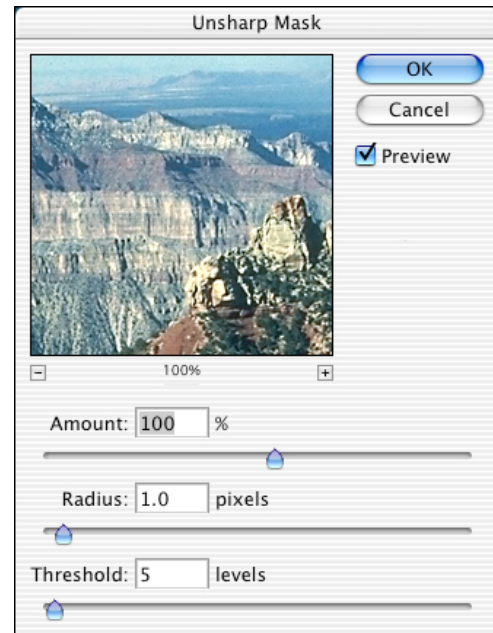 Unsharp Mask
OK
Cancel
Preview
- 100% +
Amount: 100 %
Radius: 1.0 pixels
Threshold: 5 levels